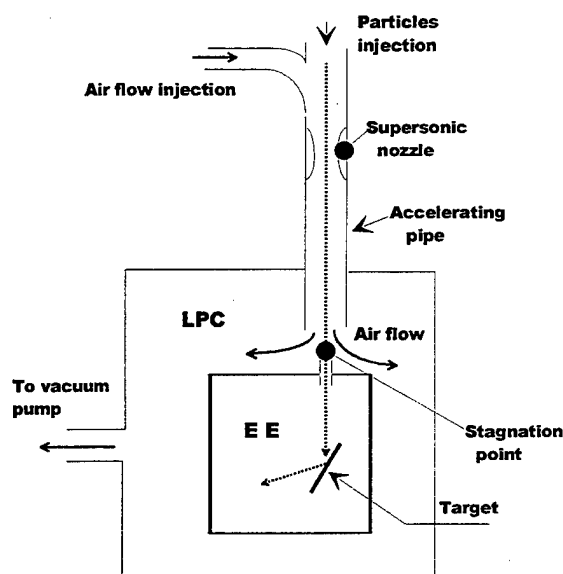 Particles
injection
Air flow injection
Supersonic
nozzle
Accelerating
pipe
LPC
Air flow
To vacuum
pump
E E
Stagnation
point
Target